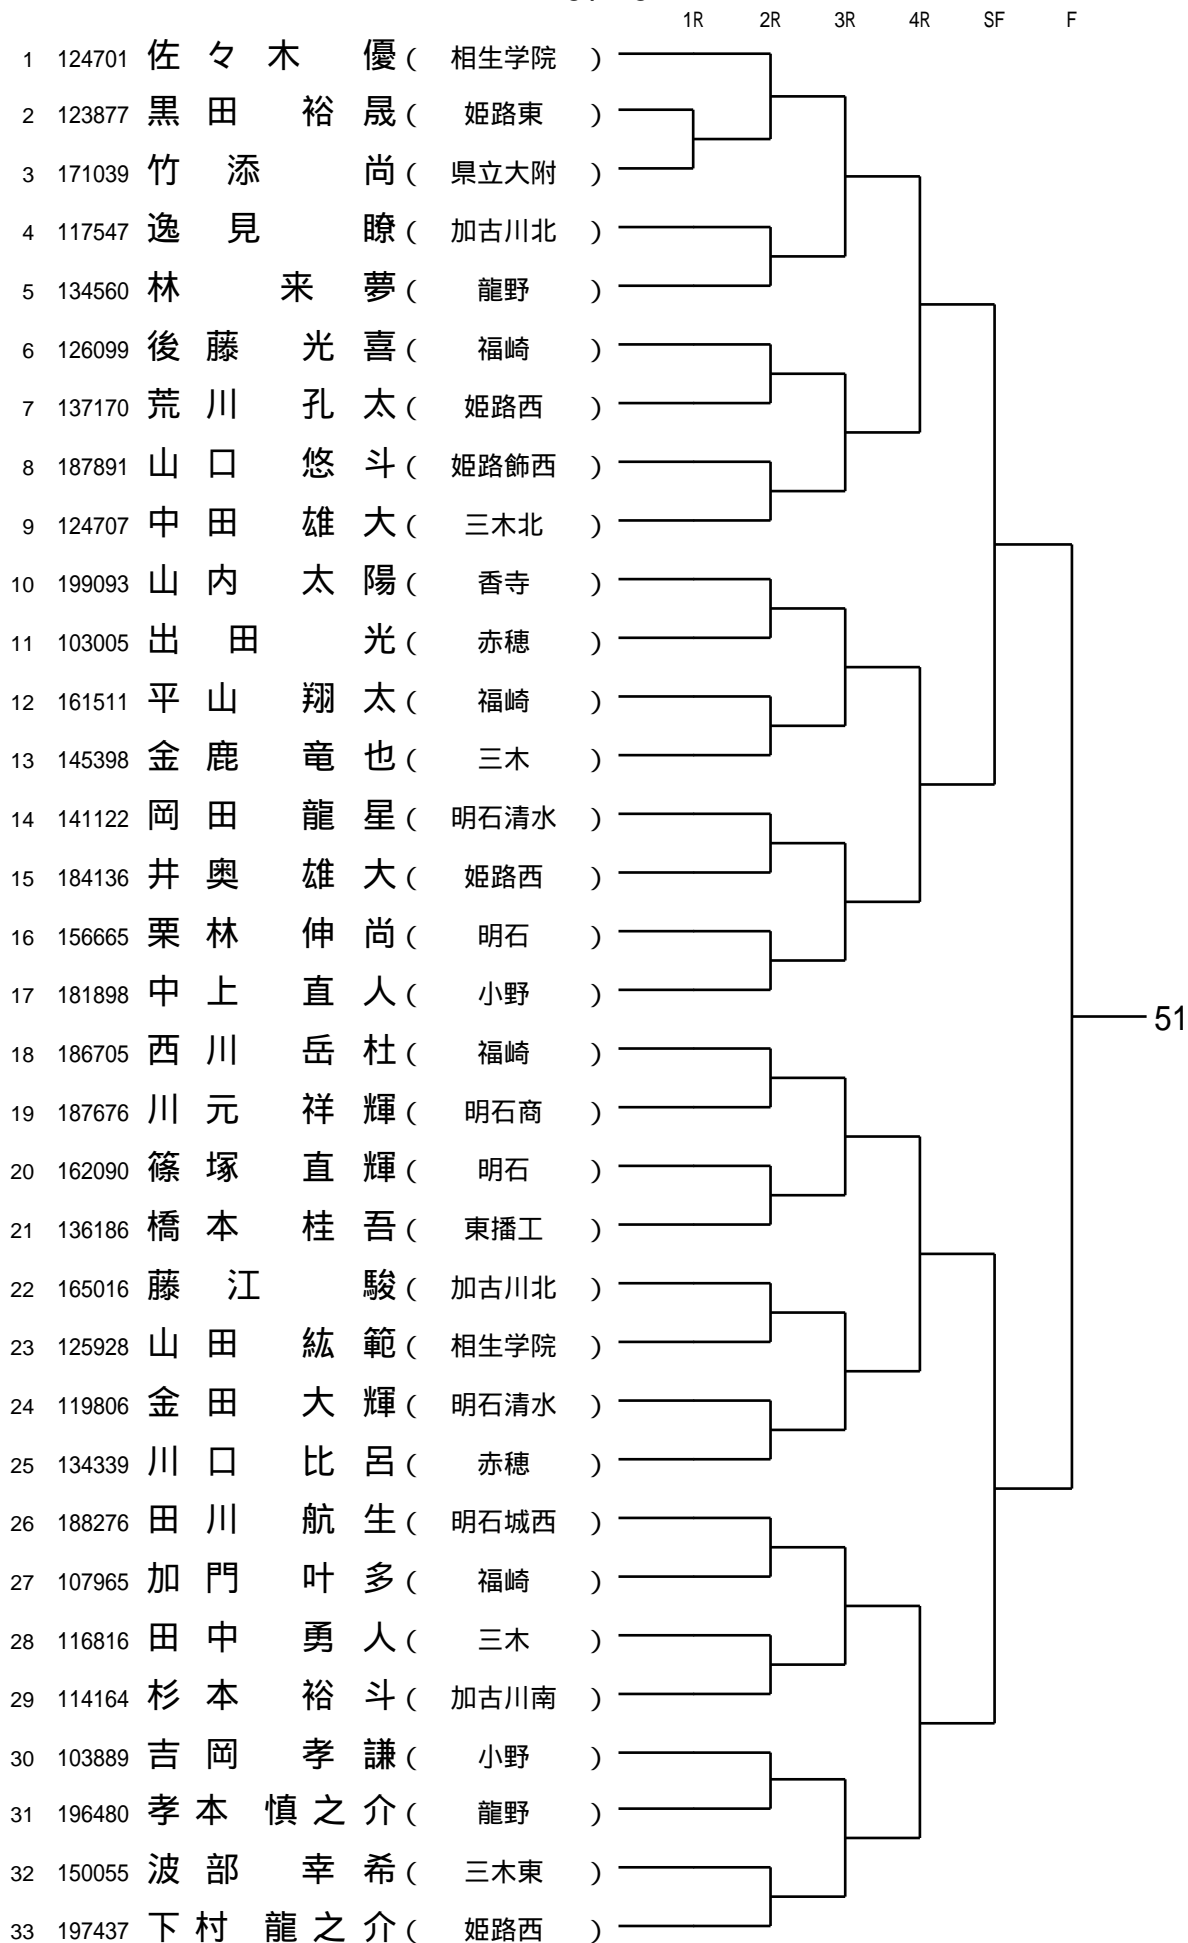 1R 2R 3R 4R SF F
1 124701 佐々木 優 ( 相生学院 )
2 123877 黒田 裕晟 ( 姫路東 )
3 171039 竹添 尚 ( 県立大附 )
4 117547 逸見 瞭 ( 加古川北 )
5 134560 林 来夢 ( 龍野 )
6 126099 後藤 光喜 ( 福崎 )
7 137170 荒川 孔太 ( 姫路西 )
8 187891 山口 悠斗 ( 姫路飾西 )
9 124707 中田 雄大 ( 三木北 )
10 199093 山内 太陽 ( 香寺 )
11 103005 出田 光 ( 赤穂 )
12 161511 平山 翔太 ( 福崎 )
13 145398 金鹿 竜也 ( 三木 )
14 141122 岡田 龍星 ( 明石清水 )
15 184136 井奥 雄大 ( 姫路西 )
16 156665 栗林 伸尚 ( 明石 )
17 181898 中上 直人 ( 小野 )
51
18 186705 西川 岳杜 ( 福崎 )
19 187676 川元 祥輝 ( 明石商 )
20 162090 篠塚 直輝 ( 明石 )
21 136186 橋本 桂吾 ( 東播工 )
22 165016 藤江 駿 ( 加古川北 )
23 125928 山田 紘範 ( 相生学院 )
24 119806 金田 大輝 ( 明石清水 )
25 134339 川口 比呂 ( 赤穂 )
26 188276 田川 航生 ( 明石城西 )
27 107965 加門 叶多 ( 福崎 )
28 116816 田中 勇人 ( 三木 )
29 114164 杉本 裕斗 ( 加古川南 )
30 103889 吉岡 孝謙 ( 小野 )
31 196480 孝本 慎之介 ( 龍野 )
32 150055 波部 幸希 ( 三木東 )
33 197437 下村 龍之介 ( 姫路西 )